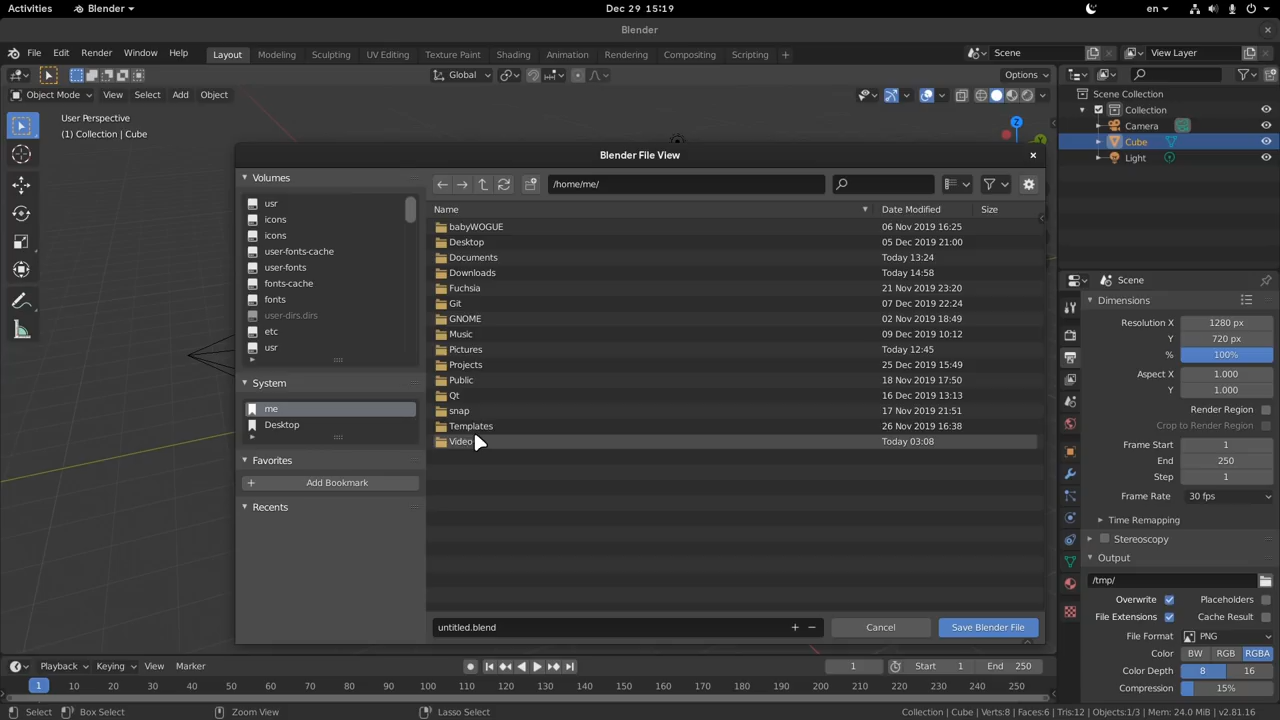 Activities Blender Dec 29 15:19 en
Blender
File Edit Render Window Help Layout Modeling Sculpting UV Editing Texture Paint Shading Animation Rendering Compositing Scripting + Scene View Layer
Global Options
Object Mode View Select Add Object
User Perspective
(1) Collection | Cube
Z
Scene Collection
Collection
Camera
Cube
Light
Blender File View
Volumes
usr
icons
icons
user-fonts-cache
user-fonts
fonts-cache
fonts
user-dirs.dirs
etc
usr
System
me
Desktop
Favorites
Add Bookmark
Recents
/home/me/
Name Date Modified Size
babyWOGUE 06 Nov 2019 16:25
Desktop 05 Dec 2019 21:00
Documents Today 13:24
Downloads Today 14:58
Fuchsia 21 Nov 2019 23:20
Git 07 Dec 2019 22:24
GNOME 02 Nov 2019 18:49
Music 09 Dec 2019 10:12
Pictures Today 12:45
Projects 25 Dec 2019 15:49
Public 18 Nov 2019 17:50
Qt 16 Dec 2019 13:13
snap 17 Nov 2019 21:51
Templates 26 Nov 2019 16:38
Video Today 03:08
untitled.blend + − Cancel Save Blender File
Scene
Dimensions
Resolution X 1280 px
Y 720 px
% 100%
Aspect X 1.000
Y 1.000
Render Region
Crop to Render Region
Frame Start 1
End 250
Step 1
Frame Rate 30 fps
Time Remapping
Stereoscopy
Output
/tmp/
Overwrite Placeholders
File Extensions Cache Result
File Format PNG
Color BW RGB RGBA
Color Depth 8 16
Compression 15%
Playback Keying View Marker 1 Start 1 End 250
1 10 20 30 40 50 60 70 80 90 100 110 120 130 140 150 160 170 180 190 200 210 220 230 240 250
Select Box Select Zoom View Lasso Select Collection | Cube | Verts:8 | Faces:6 | Tris:12 | Objects:1/3 | Mem: 24.0 MiB | v2.81.16